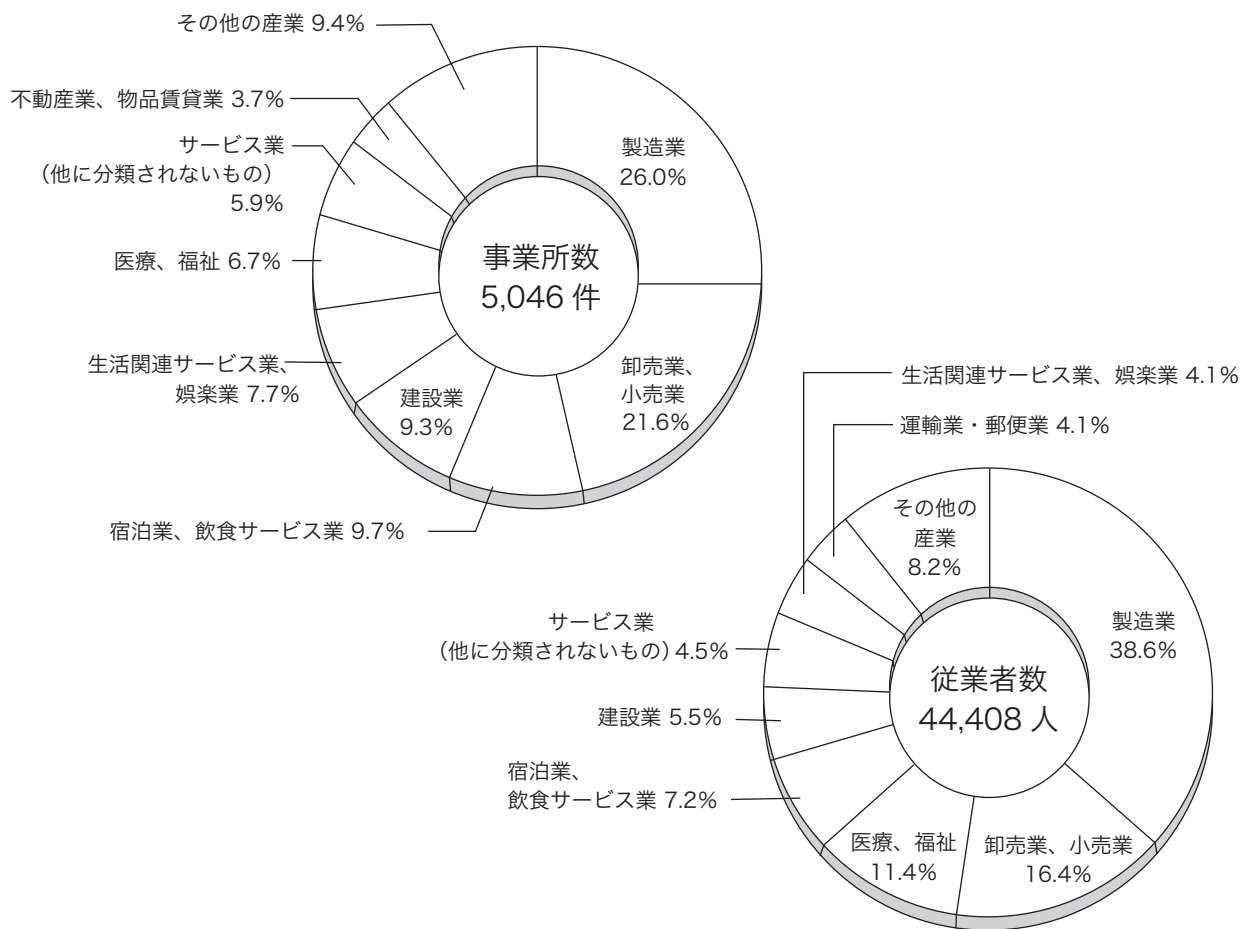 その他の産業 9.4%
不動産業、物品賃貸業 3.7%
サービス業
（他に分類されないもの）
5.9%
医療、福祉 6.7%
生活関連サービス業、
娯楽業 7.7%
宿泊業、飲食サービス業 9.7%
建設業
9.3%
卸売業、
小売業
21.6%
製造業
26.0%
事業所数
5,046 件
生活関連サービス業、娯楽業 4.1%
運輸業・郵便業 4.1%
その他の
産業
8.2%
サービス業
（他に分類されないもの）4.5%
建設業 5.5%
宿泊業、
飲食サービス業 7.2%
医療、福祉
11.4%
卸売業、小売業
16.4%
製造業
38.6%
従業者数
44,408 人